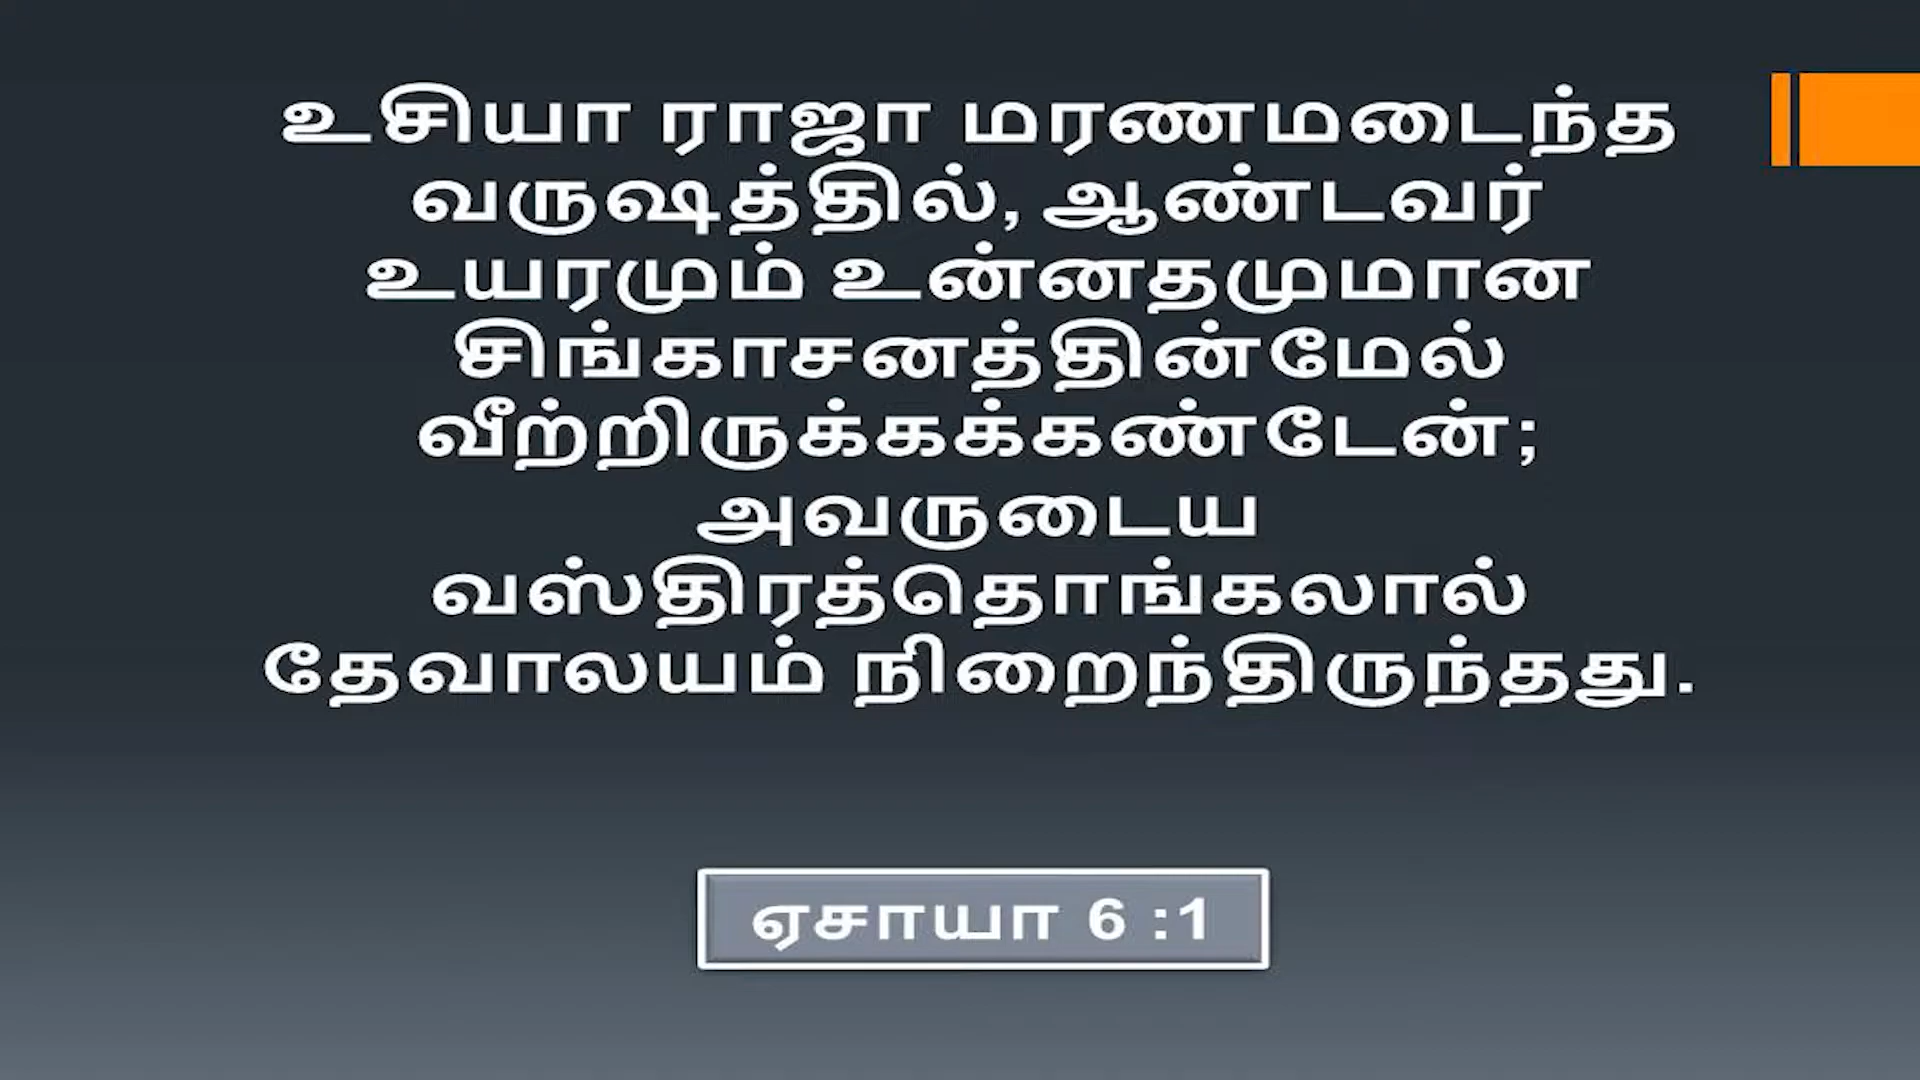 உசியா ராஜா மரணமடைந்த
வருஷத்தில், ஆண்டவர்
உயரமும் உன்னதமுமான
சிங்காசனத்தின்மேல்
வீற்றிருக்கக்கண்டேன்;
அவருடைய
வஸ்திரத்தொங்கலால்
தேவாலயம் நிறைந்திருந்தது.
ஏசாயா 6 :1